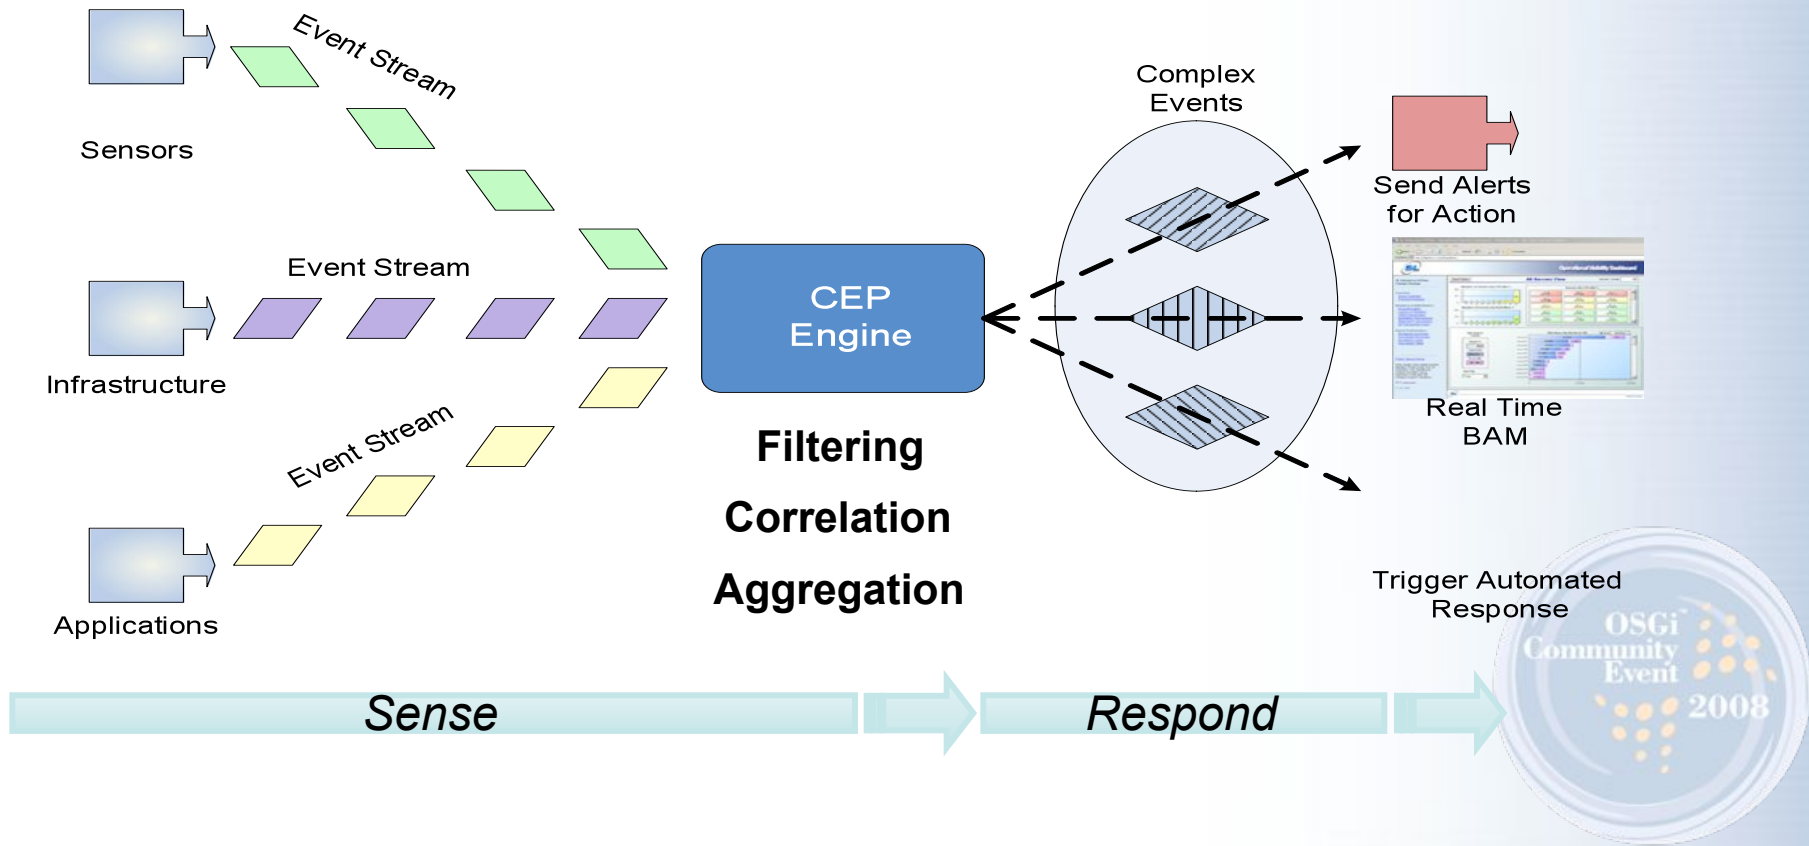 Event Stream
Sensors
Event Stream
Infrastructure
Event Stream
Applications
CEP
Engine
Filtering
Correlation
Aggregation
Complex
Events
Send Alerts
for Action
Real Time
BAM
Trigger Automated
Response
Sense
Respond
OSGi™
Community
Event
2008